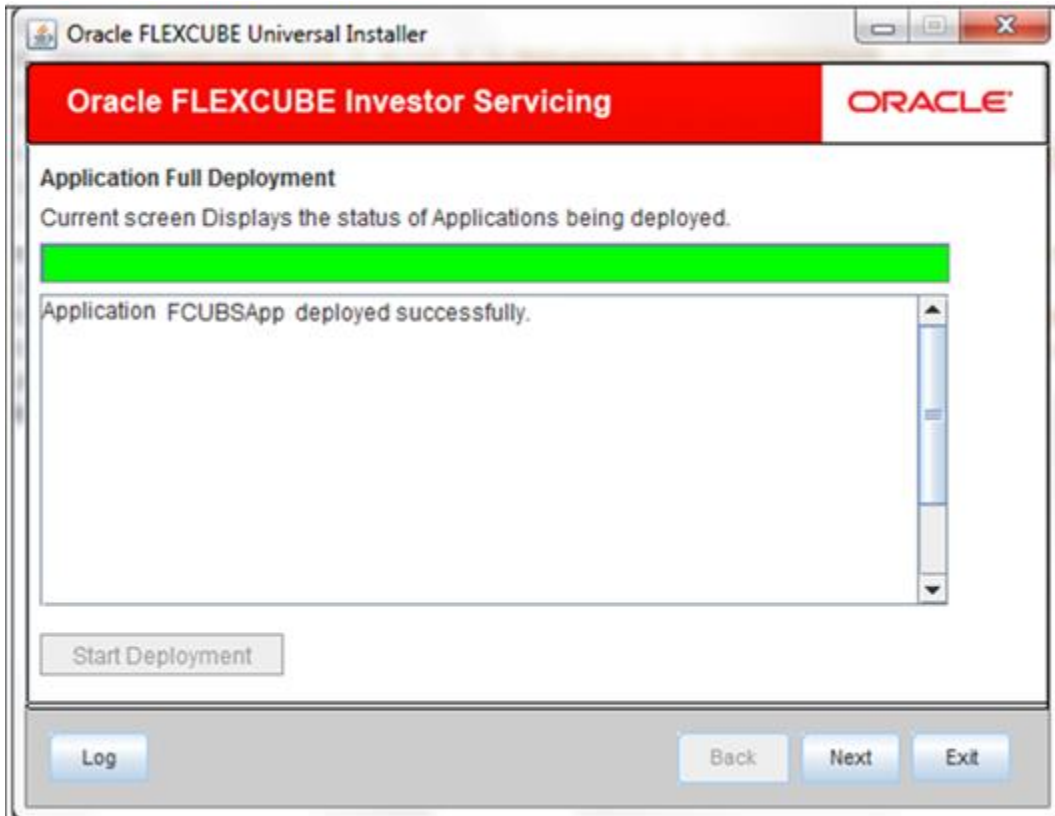 Oracle FLEXCUBE Universal Installer
Oracle FLEXCUBE Investor Servicing
ORACLE
Application Full Deployment
Current screen Displays the status of Applications being deployed.
Application FCUBSApp deployed successfully.
Start Deployment
Log Back Next Exit